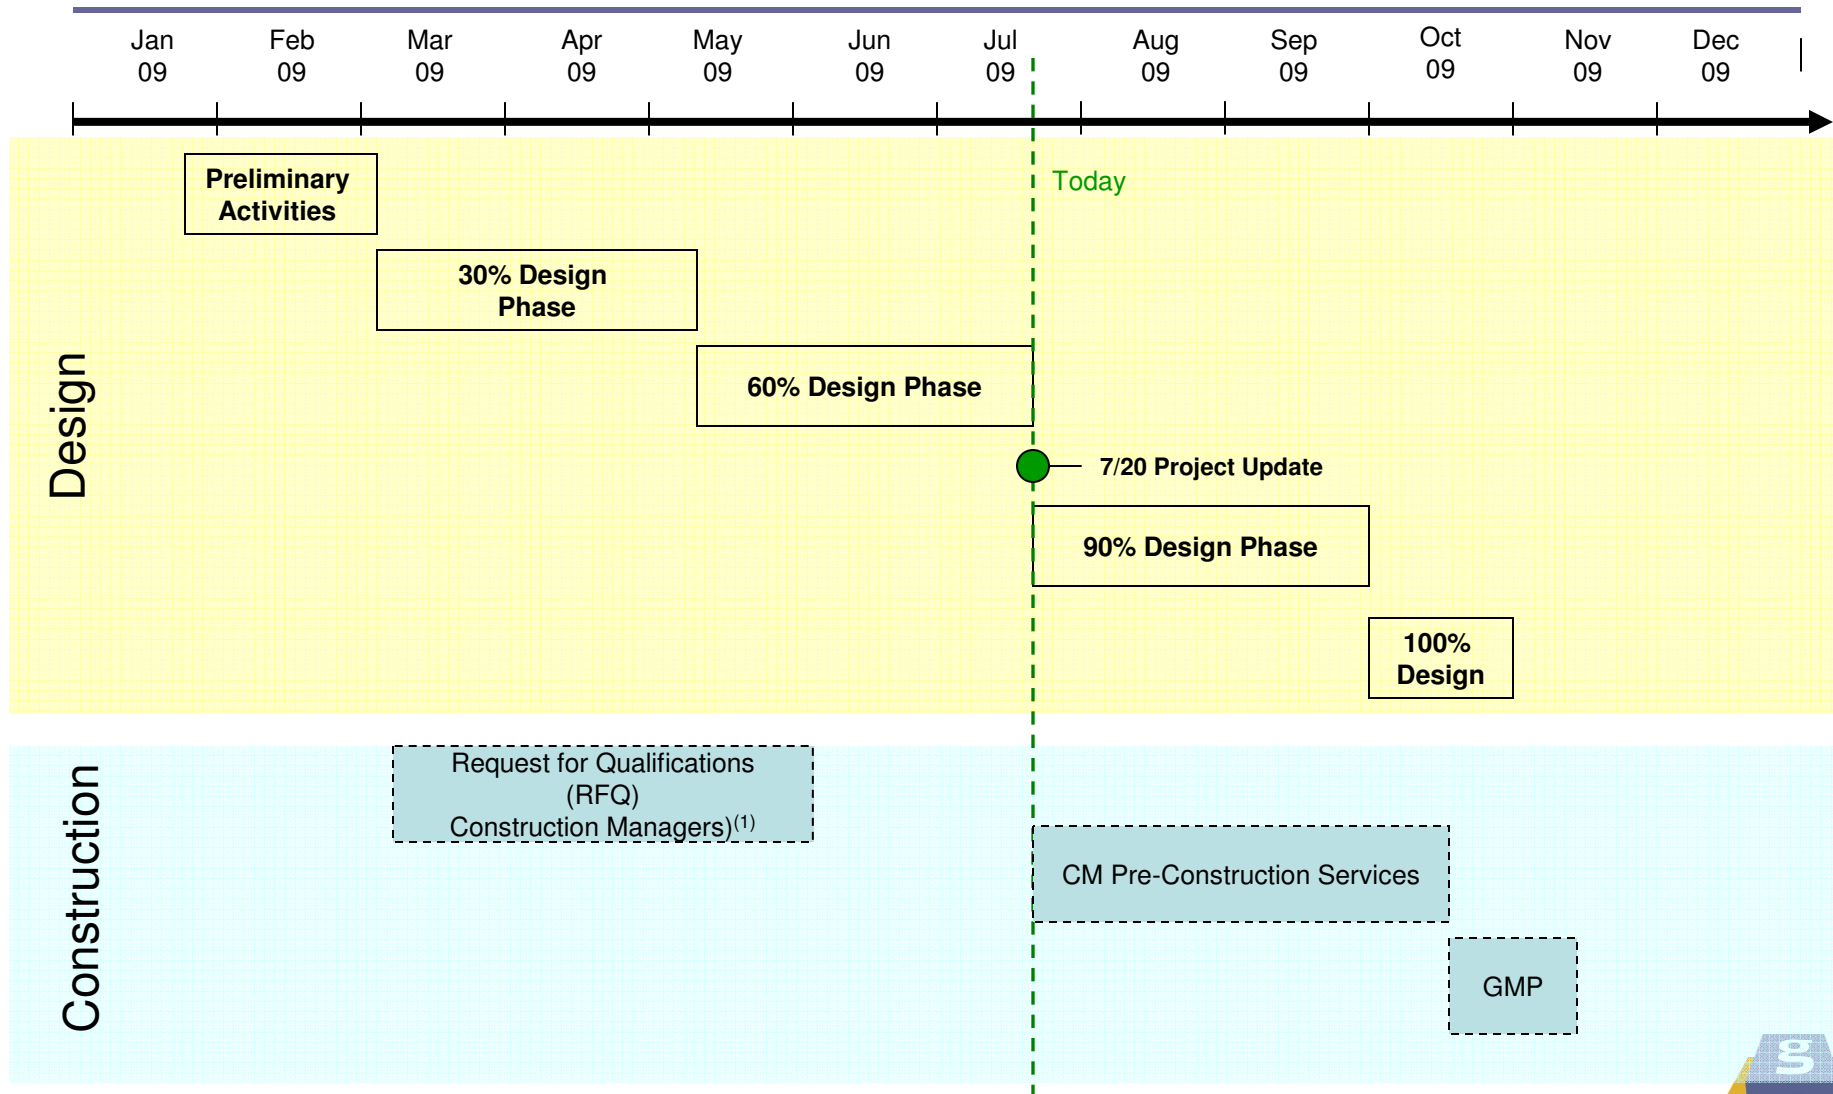 Jan Feb Mar Apr May Jun Jul Aug Sep Oct Nov Dec
09 09 09 09 09 09 09 09 09 09 09 09
Preliminary
Activities
Today
30% Design
Phase
60% Design Phase
Design
7/20 Project Update
90% Design Phase
100%
Design
Request for Qualifications
(RFQ)
Construction Managers)(1)
Construction
CM Pre-Construction Services
GMP
g